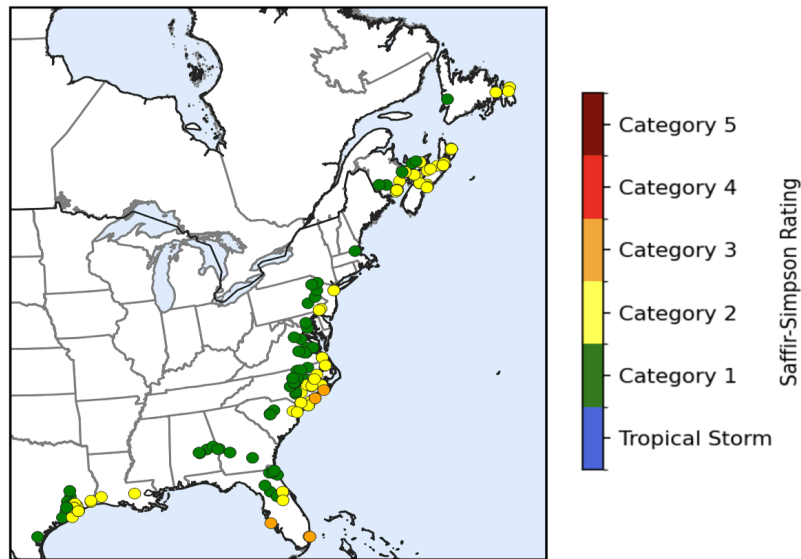 Category 5
Category 4
Category 3
Category 2
Category 1
Tropical Storm
Saffir-Simpson Rating